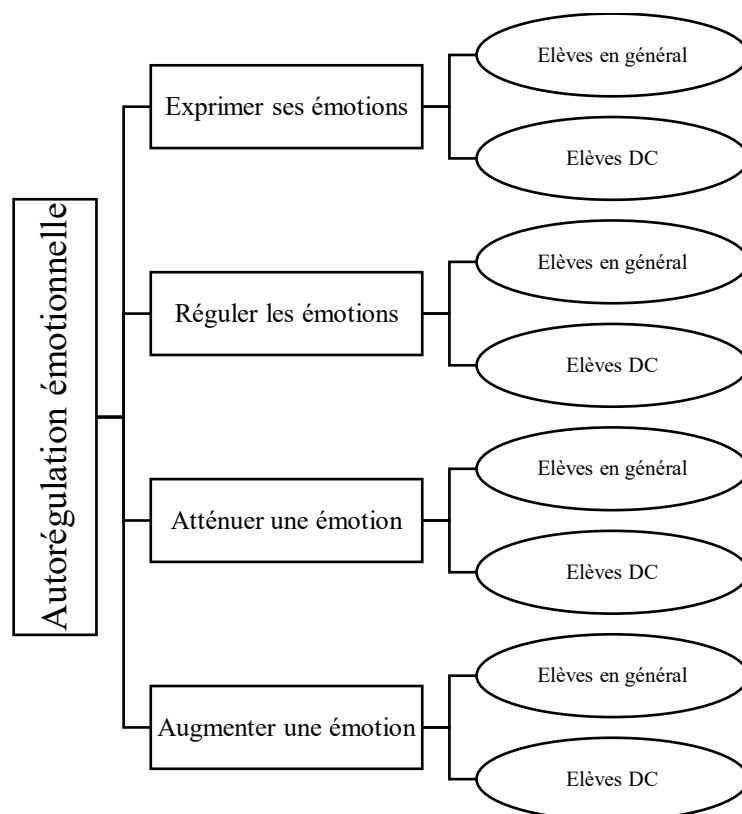 Autorégulation émotionnelle
Exprimer ses émotions
Elèves en général
Elèves DC
Réguler les émotions
Elèves en général
Elèves DC
Atténuer une émotion
Elèves en général
Elèves DC
Augmenter une émotion
Elèves en général
Elèves DC